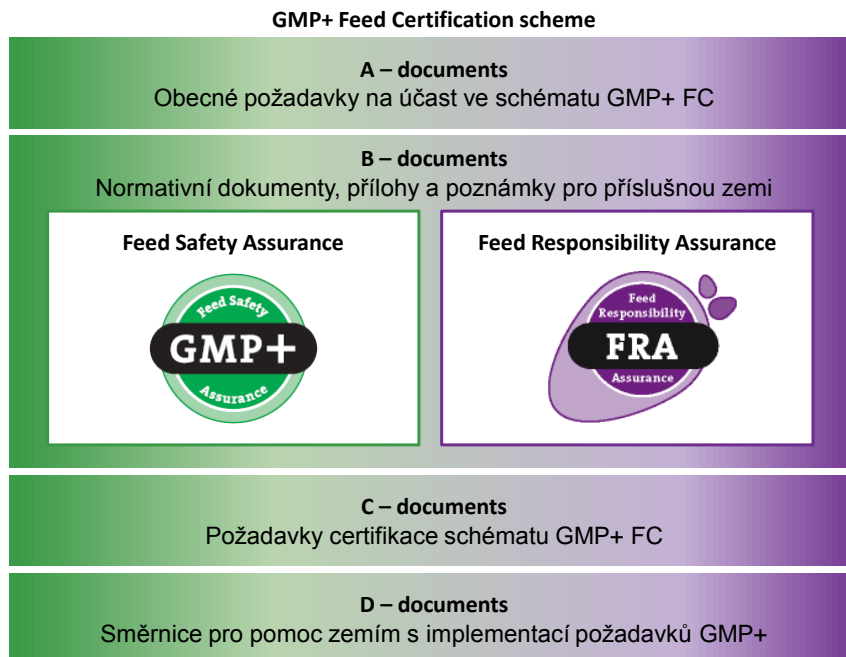 GMP+ Feed Certification scheme
A – documents
Obecné požadavky na účast ve schématu GMP+ FC
B – documents
Normativní dokumenty, přílohy a poznámky pro příslušnou zemi
Feed Safety Assurance
Feed Responsibility Assurance
Feed Safety
GMP+
Assurance
Feed
Responsibility
FRA
Assurance
C – documents
Požadavky certifikace schématu GMP+ FC
D – documents
Směrnice pro pomoc zemím s implementací požadavků GMP+